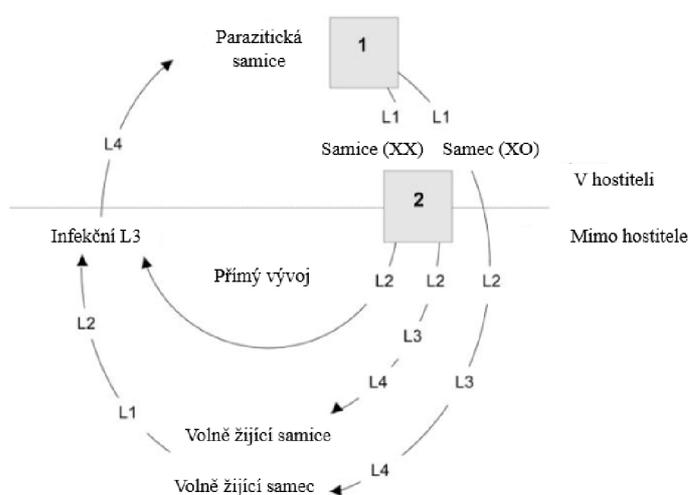 Parazitická
samice
1
L1 L1
L4
Samice (XX) Samec (XO)
V hostiteli
2
Infekční L3
Mimo hostitele
Přímý vývoj
L2 L2 L2
L2
L3
L4 L3
L1
Volně žijící samice
L4
Volně žijící samec